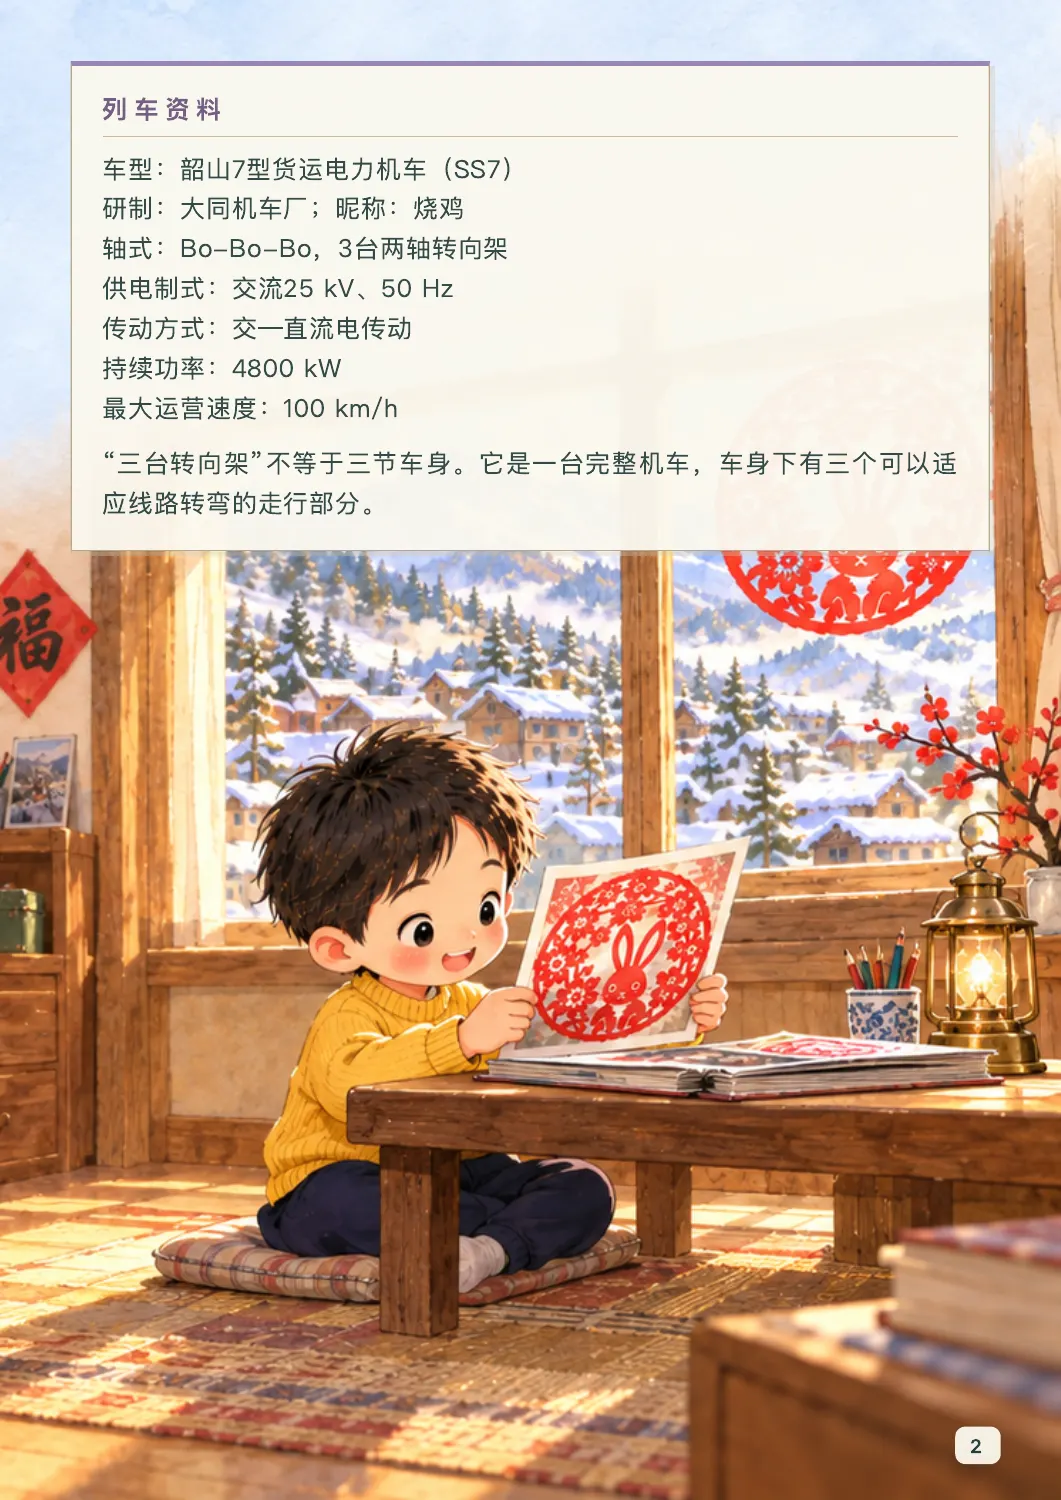 列车资料
车型：韶山7型货运电力机车（SS7）
研制：大同机车厂；昵称：烧鸡
轴式：Bo–Bo–Bo，3台两轴转向架
供电制式：交流25 kV、50 Hz
传动方式：交—直流电传动
持续功率：4800 kW
最大运营速度：100 km/h
“三台转向架”不等于三节车身。它是一台完整机车，车身下有三个可以适
应线路转弯的走行部分。
福
2